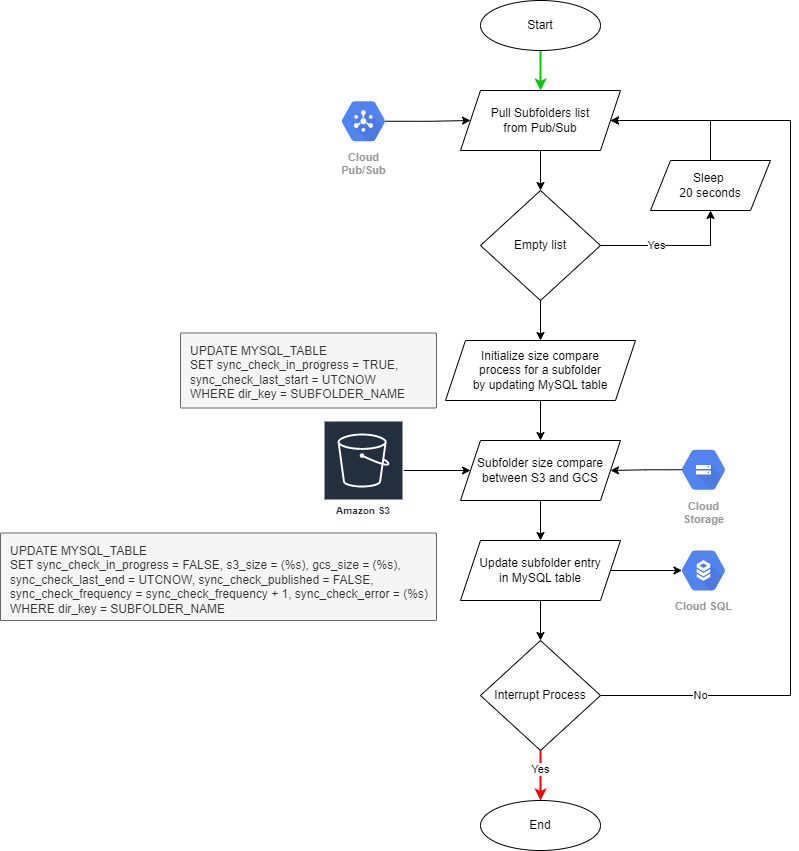 Start
Pull Subfolders list
from Pub/Sub
Cloud
Pub/Sub
Sleep
20 seconds
Empty list
Yes
UPDATE MYSQL_TABLE
SET sync_check_in_progress = TRUE,
sync_check_last_start = UTCNOW
WHERE dir_key = SUBFOLDER_NAME
Initialize size compare
process for a subfolder
by updating MySQL table
Subfolder size compare
between S3 and GCS
Amazon S3
Cloud
Storage
UPDATE MYSQL_TABLE
SET sync_check_in_progress = FALSE, s3_size = (%s), gcs_size = (%s),
sync_check_last_end = UTCNOW, sync_check_published = FALSE,
sync_check_frequency = sync_check_frequency + 1, sync_check_error = (%s)
WHERE dir_key = SUBFOLDER_NAME
Update subfolder entry
in MySQL table
Cloud SQL
Interrupt Process
No
Yes
End